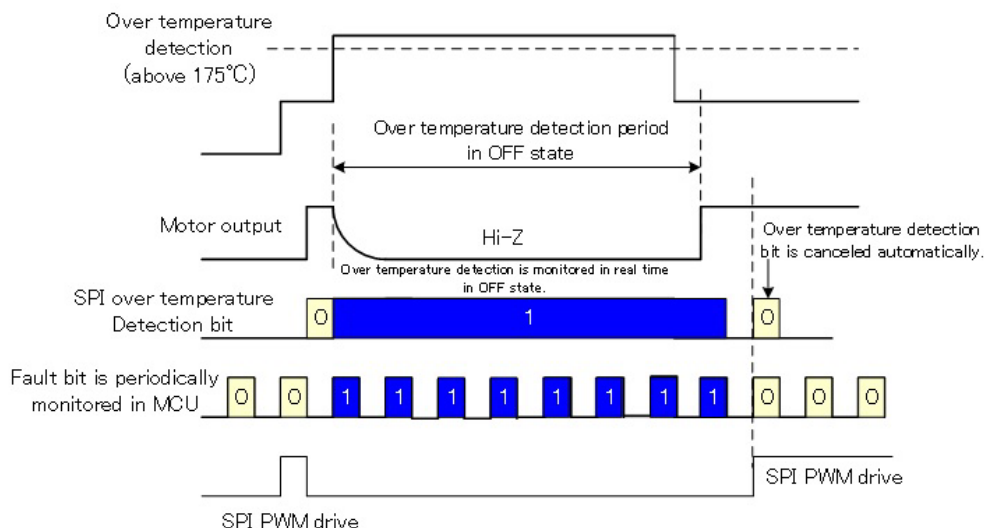 Over temperature
detection
(above 175℃)
Over temperature detection period
in OFF state
Motor output
Hi-Z
Over temperature detection
bit is canceled automatically.
Over temperature detection is monitored in real time
in OFF state.
SPI over temperature
Detection bit
0 1 0
Fault bit is periodically
monitored in MCU
0 0 1 1 1 1 1 1 1 1 0 0 0
SPI PWM drive
SPI PWM drive